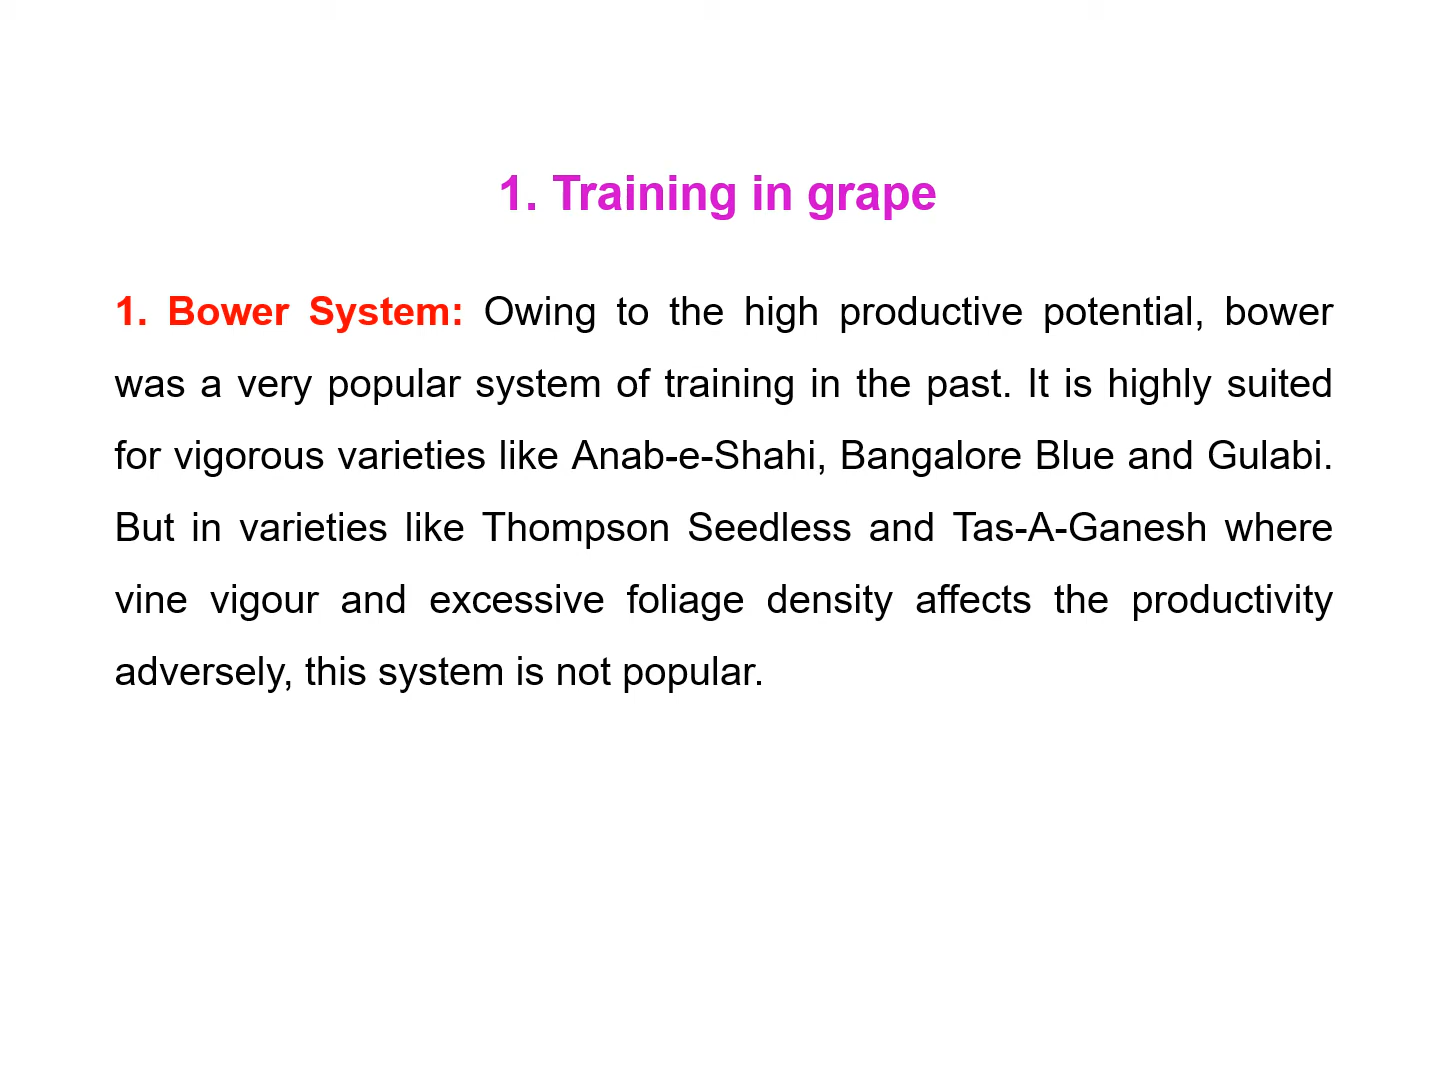 1. Training in grape
1. Bower System: Owing to the high productive potential, bower
was a very popular system of training in the past. It is highly suited
for vigorous varieties like Anab-e-Shahi, Bangalore Blue and Gulabi.
But in varieties like Thompson Seedless and Tas-A-Ganesh where
vine vigour and excessive foliage density affects the productivity
adversely, this system is not popular.